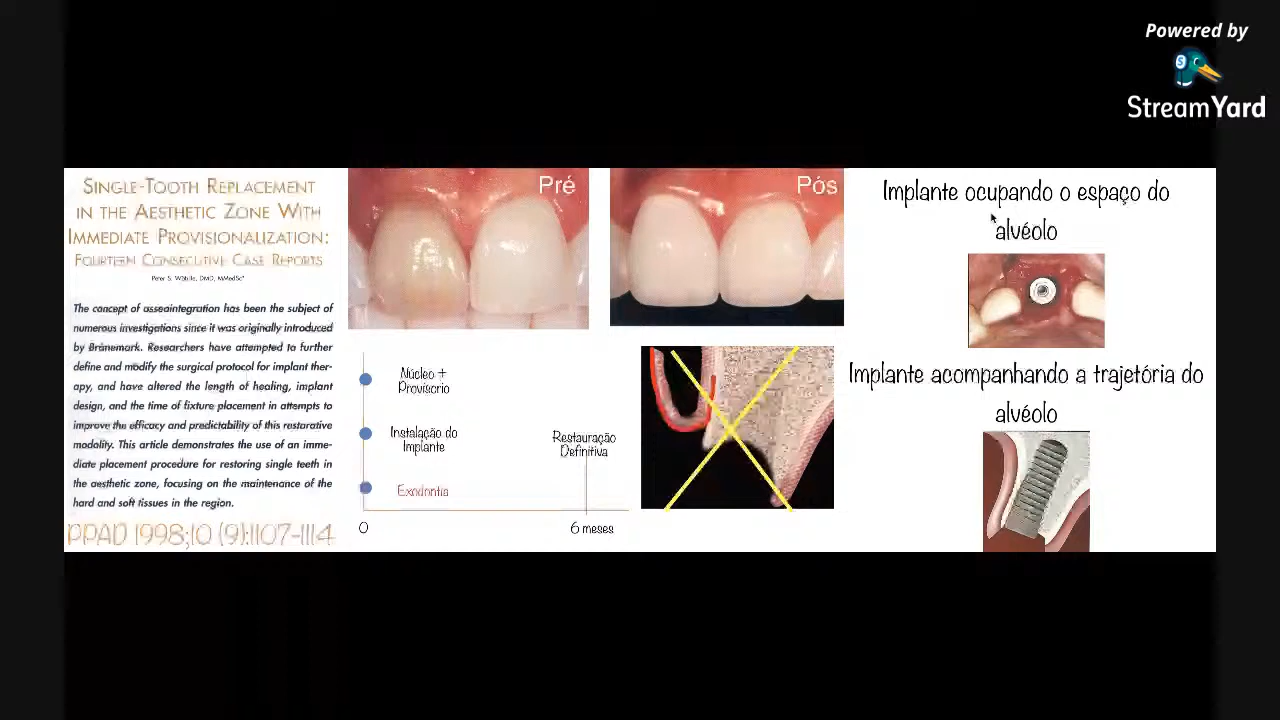 Powered by
StreamYard
SINGLE-TOOTH REPLACEMENT
IN THE AESTHETIC ZONE WITH
IMMEDIATE PROVISIONALIZATION:
FOURTEEN CONSECUTIVE CASE REPORTS
Peter S. Wöhrle, DMD, MMedSc*
The concept of osseointegration has been the subject of
numerous investigations since it was originally introduced
by Brånemark. Researchers have attempted to further
define and modify the surgical protocol for implant ther-
apy, and have altered the length of healing, implant
design, and the time of fixture placement in attempts to
improve the efficacy and predictability of this restorative
modality. This article demonstrates the use of an imme-
diate placement procedure for restoring single teeth in
the aesthetic zone, focusing on the maintenance of the
hard and soft tissues in the region.
PPAD 1998;10 (9):1107-1114
Pré
Pós
Núcleo +
Provisorio
Instalação do
Implante
Exodontia
Restauração
Definitiva
0
6 meses
Implante ocupando o espaço do
alvéolo
Implante acompanhando a trajetória do
alvéolo